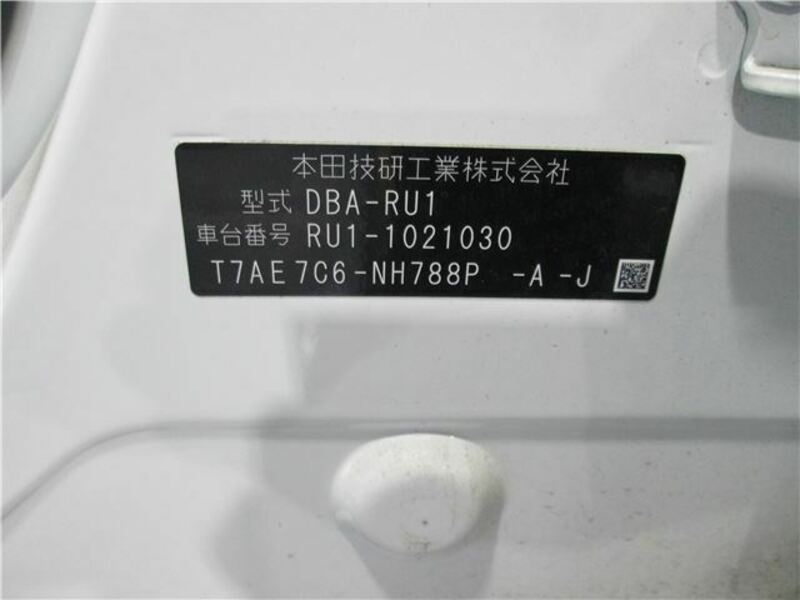 本田技研工業株式会社
型式 DBA-RU1
車台番号 RU1-1021030
T7AE7C6-NH788P -A-J